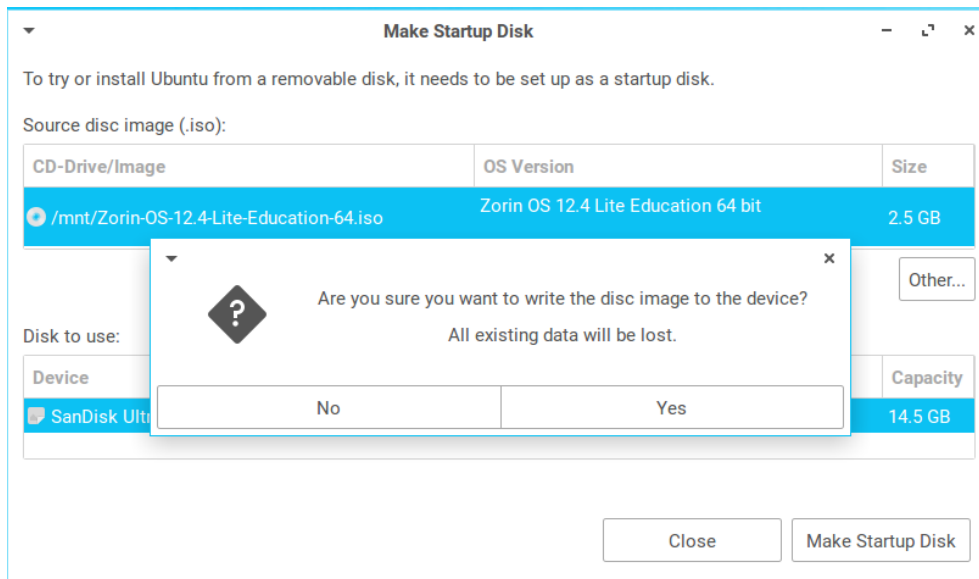 Make Startup Disk
To try or install Ubuntu from a removable disk, it needs to be set up as a startup disk.
Source disc image (.iso):
CD-Drive/Image OS Version Size
/mnt/Zorin-OS-12.4-Lite-Education-64.iso Zorin OS 12.4 Lite Education 64 bit 2.5 GB
Other...
Are you sure you want to write the disc image to the device?
All existing data will be lost.
No Yes
Disk to use:
Device Capacity
SanDisk 14.5 GB
Close Make Startup Disk